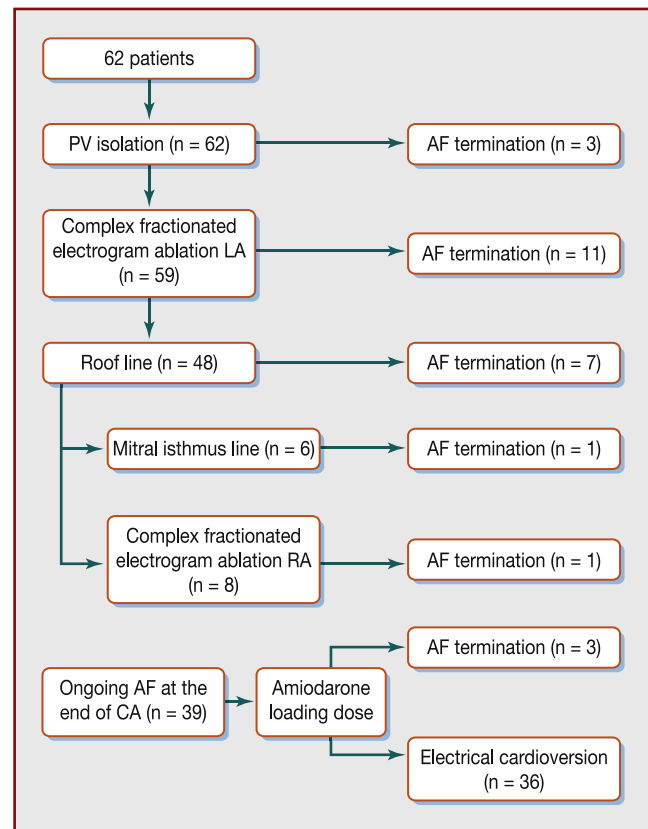 62 patients
PV isolation (n = 62)
AF termination (n = 3)
Complex fractionated
electrogram ablation LA
(n = 59)
AF termination (n = 11)
Roof line (n = 48)
AF termination (n = 7)
Mitral isthmus line (n = 6)
AF termination (n = 1)
Complex fractionated
electrogram ablation RA
(n = 8)
AF termination (n = 1)
Ongoing AF at the
end of CA (n = 39)
Amiodarone
loading dose
AF termination (n = 3)
Electrical cardioversion
(n = 36)